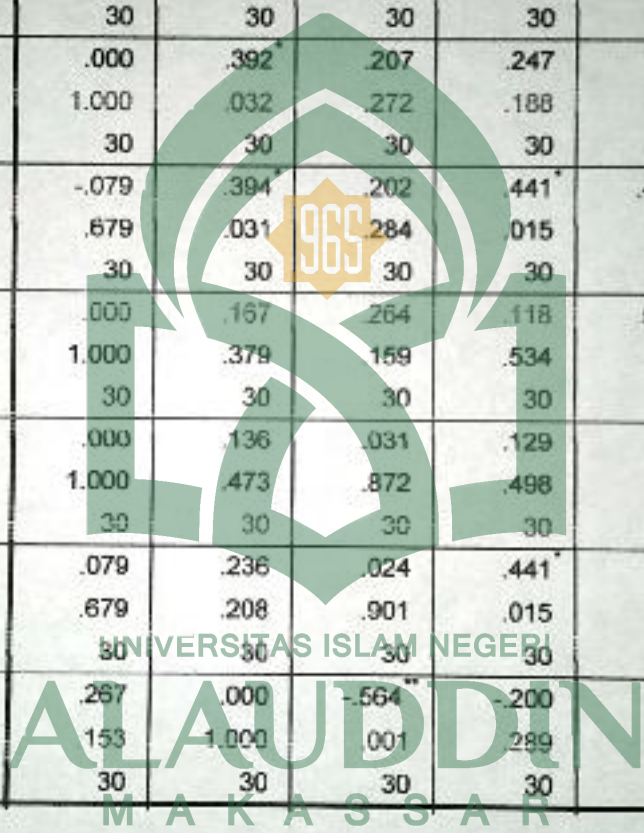 30 30 30 30
.000 .392* .207 .247
1.000 .032 .272 .188
30 30 30 30
-.079 .394* .202 .441*
.679 .031 .284 .015
30 30 30 30
.000 .167 .264 .118
1.000 .379 .159 .534
30 30 30 30
.000 .136 .031 .129
1.000 .473 .872 .498
30 30 30 30
.079 .236 .024 .441*
.679 .208 .901 .015
30 30 30 30
.267 .000 -.564** -.200
.153 1.000 .001 .289
30 30 30 30
965
UNIVERSITAS ISLAM NEGERI
ALAUDDIN
MAKASSAR